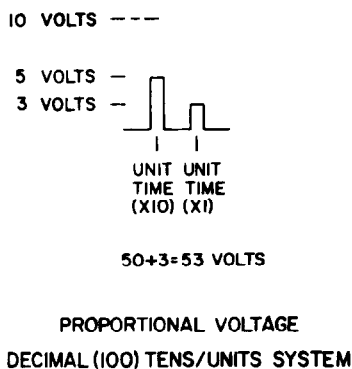 10 VOLTS ----
5 VOLTS –
3 VOLTS –
UNIT UNIT
TIME TIME
(X10) (X1)
50+3=53 VOLTS
PROPORTIONAL VOLTAGE
DECIMAL (100) TENS/UNITS SYSTEM